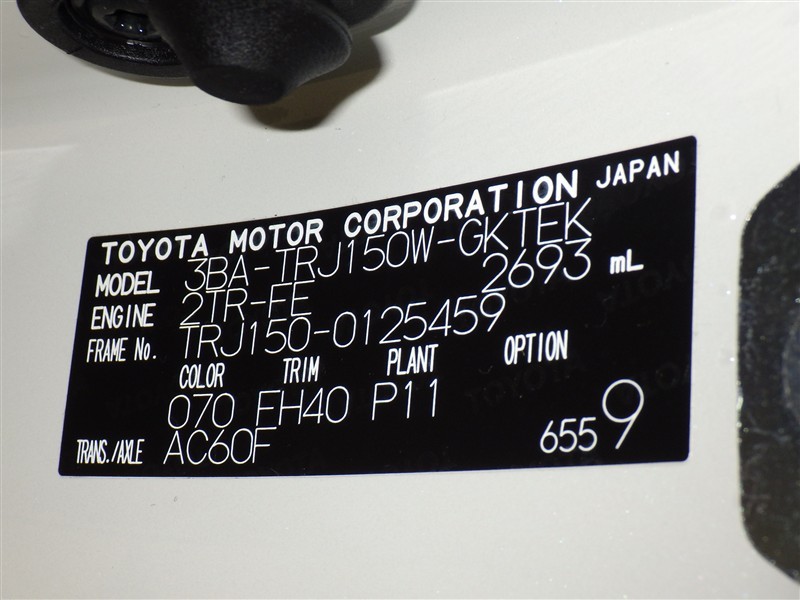 TOYOTA MOTOR CORPORATION JAPAN
MODEL 3BA-TRJ150W-GKTEK
ENGINE 2TR-FE 2693 mL
FRAME No. TRJ150-0125459
COLOR TRIM PLANT OPTION
070 EH40 P11
TRANS./AXLE AC60F 6559